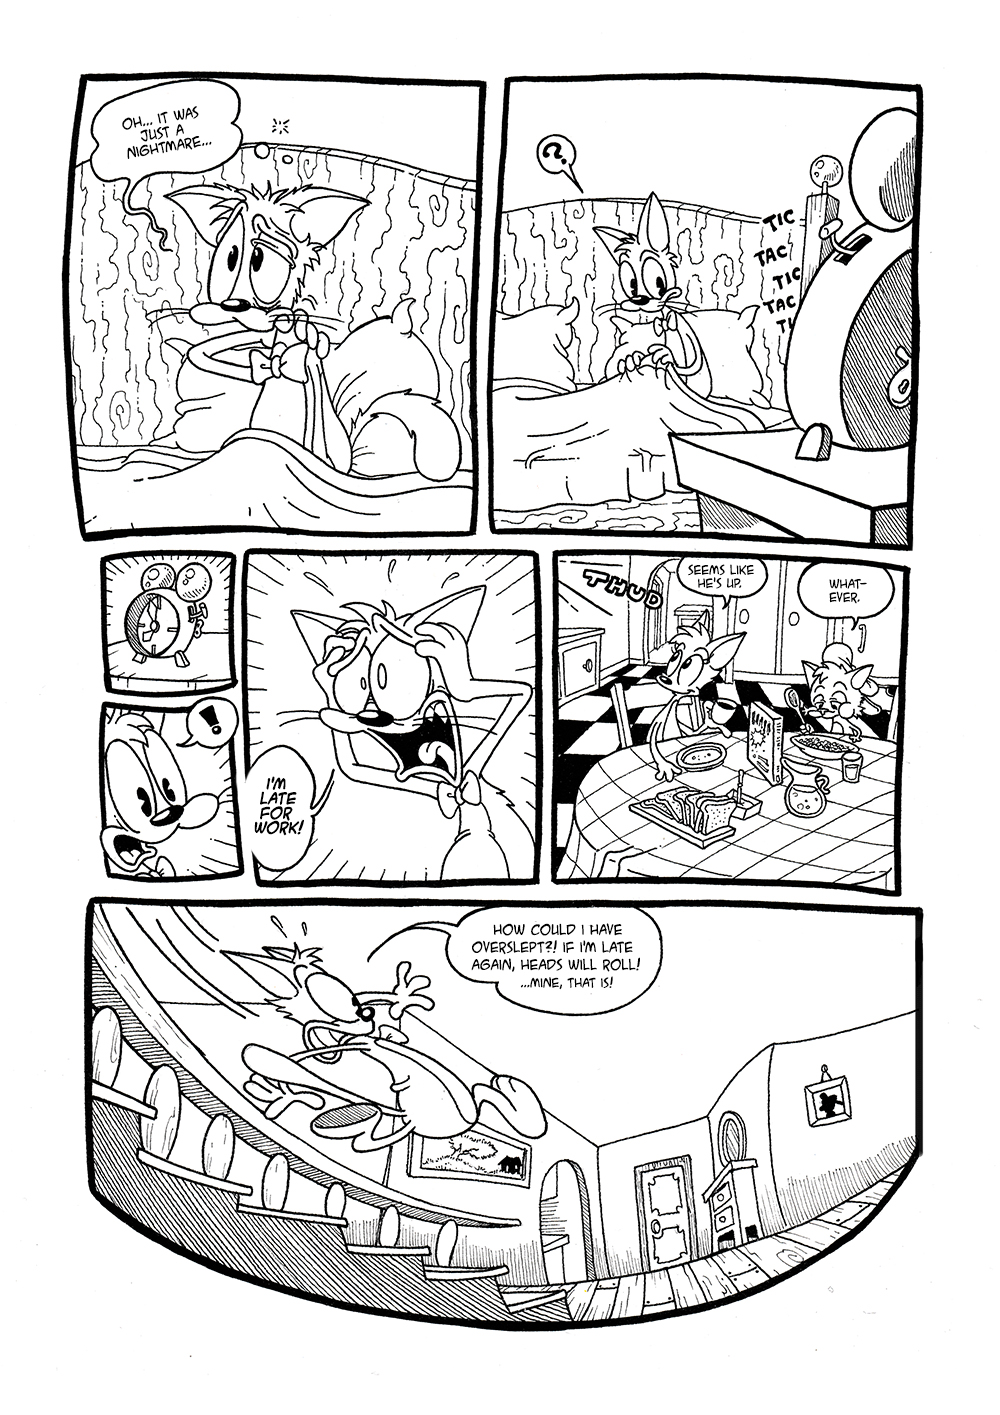 OH... IT WAS
JUST A
NIGHTMARE...
?
TIC
TAC
TIC
TAC
TI
!
I'M
LATE
FOR
WORK!
THUD
SEEMS LIKE
HE'S UP.
WHAT-
EVER.
HOW COULD I HAVE
OVERSLEPT?! IF I'M LATE
AGAIN, HEADS WILL ROLL!
...MINE, THAT IS!